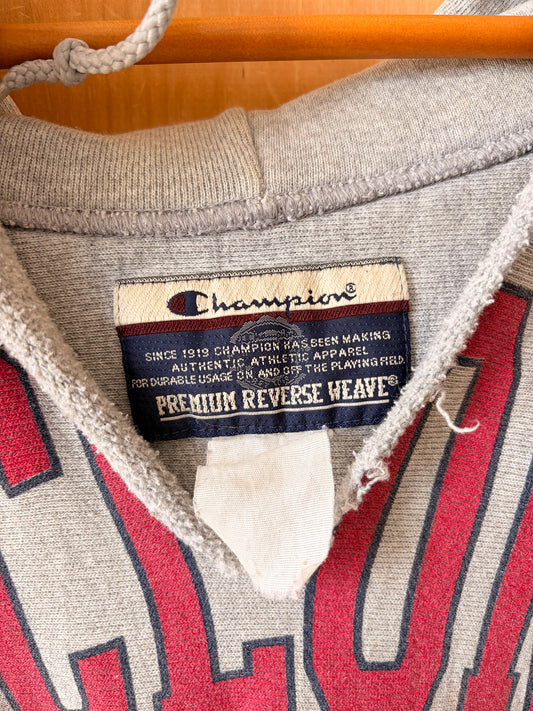 Champion®
SINCE 1919 CHAMPION HAS BEEN MAKING
AUTHENTIC ATHLETIC APPAREL
FOR DURABLE USAGE ON AND OFF THE PLAYING FIELD.
PREMIUM REVERSE WEAVE®